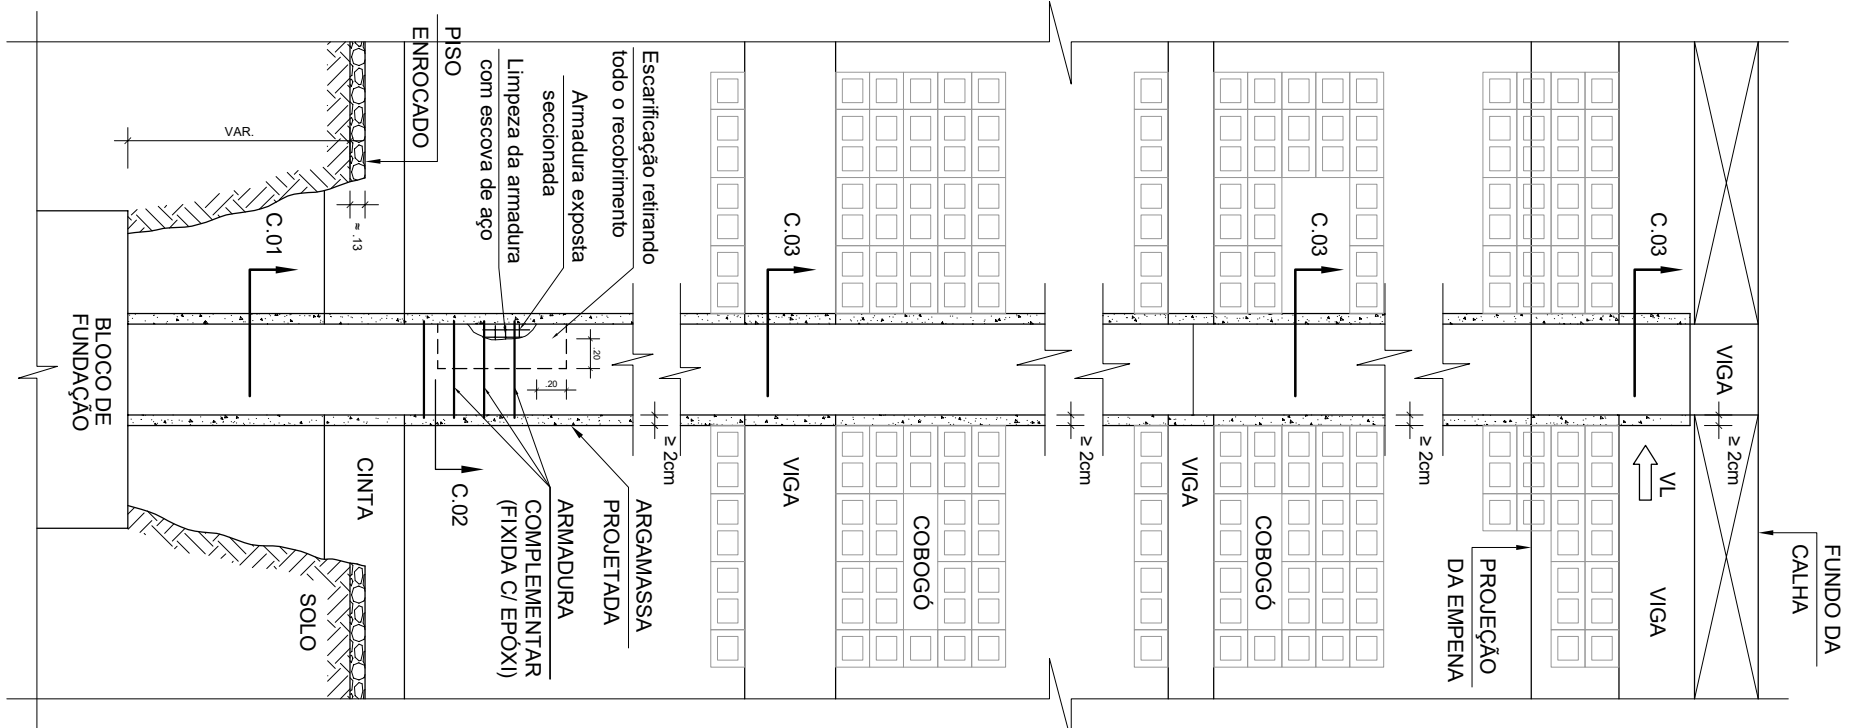 FUNDO DA
CALHA
VIGA
≥ 2cm
VL
VIGA
C.03
PROJEÇÃO
DA EMPENA
≥ 2cm
C.03
COBOGÓ
VIGA
≥ 2cm
COBOGÓ
C.03
VIGA
≥ 2cm
Escarificação retirando
todo o recobrimento
Armadura exposta
seccionada
Limpeza da armadura
com escova de aço
.20
.20
ARGAMASSA
PROJETADA
ARMADURA
COMPLEMENTAR
(FIXIDA C/ EPÓXI)
C.02
PISO
ENROCADO
CINTA
≈ .13
C.01
VAR.
SOLO
BLOCO DE
FUNDAÇÃO